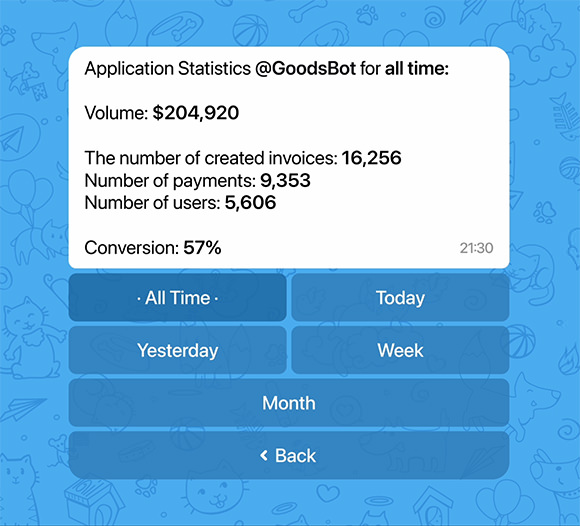 Application Statistics @GoodsBot for all time:
Volume: $204,920
The number of created invoices: 16,256
Number of payments: 9,353
Number of users: 5,606
Conversion: 57%
21:30
· All Time ·
Today
Yesterday
Week
Month
Back